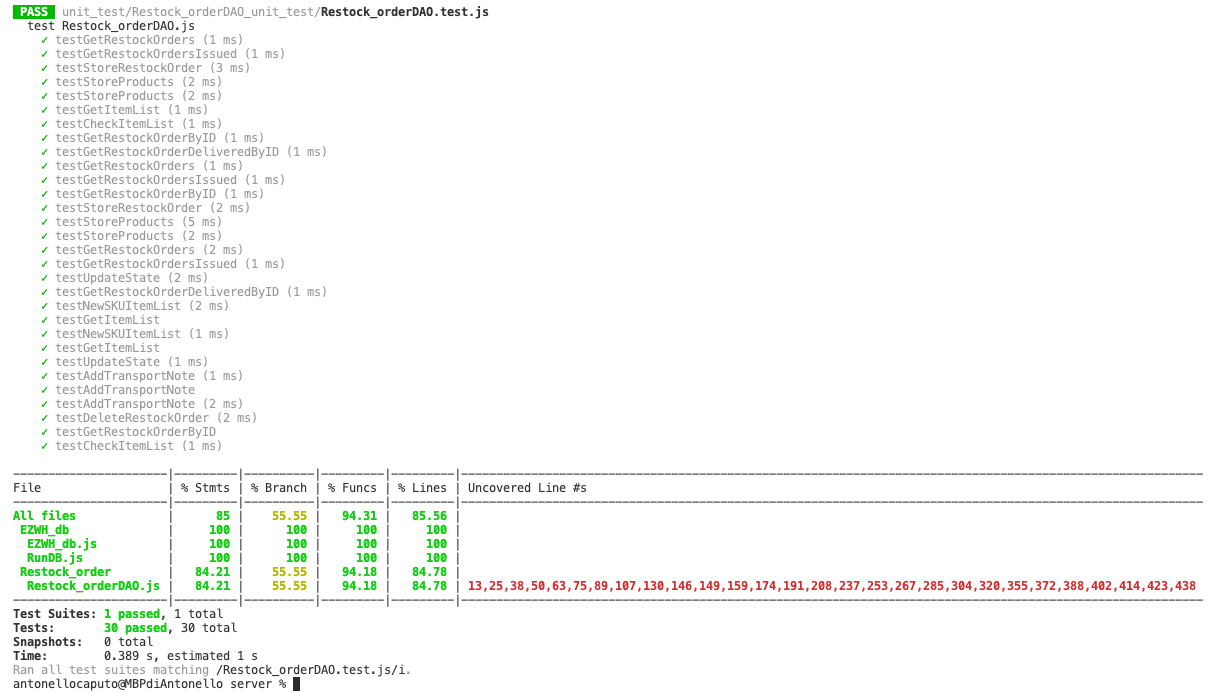 PASS unit_test/Restock_orderDAO_unit_test/Restock_orderDAO.test.js
test Restock_orderDAO.js
✓ testGetRestockOrders (1 ms)
✓ testGetRestockOrdersIssued (1 ms)
✓ testStoreRestockOrder (3 ms)
✓ testStoreProducts (2 ms)
✓ testStoreProducts (2 ms)
✓ testGetItemList (1 ms)
✓ testCheckItemList (1 ms)
✓ testGetRestockOrderByID (1 ms)
✓ testGetRestockOrderDeliveredByID (1 ms)
✓ testGetRestockOrders (1 ms)
✓ testGetRestockOrdersIssued (1 ms)
✓ testGetRestockOrderByID (1 ms)
✓ testStoreRestockOrder (2 ms)
✓ testStoreProducts (5 ms)
✓ testStoreProducts (2 ms)
✓ testGetRestockOrders (2 ms)
✓ testGetRestockOrdersIssued (1 ms)
✓ testUpdateState (2 ms)
✓ testGetRestockOrderDeliveredByID (1 ms)
✓ testNewSKUItemList (2 ms)
✓ testGetItemList
✓ testNewSKUItemList (1 ms)
✓ testGetItemList
✓ testUpdateState (1 ms)
✓ testAddTransportNote (1 ms)
✓ testAddTransportNote
✓ testAddTransportNote (2 ms)
✓ testDeleteRestockOrder (2 ms)
✓ testGetRestockOrderByID
✓ testCheckItemList (1 ms)
File | % Stmts | % Branch | % Funcs | % Lines | Uncovered Line #s
All files | 85 | 55.55 | 94.31 | 85.56 |
EZWH_db | 100 | 100 | 100 | 100 |
EZWH_db.js | 100 | 100 | 100 | 100 |
RunDB.js | 100 | 100 | 100 | 100 |
Restock_order | 84.21 | 55.55 | 94.18 | 84.78 |
Restock_orderDAO.js | 84.21 | 55.55 | 94.18 | 84.78 | 13,25,38,50,63,75,89,107,130,146,149,159,174,191,208,237,253,267,285,304,320,355,372,388,402,414,423,438
Test Suites: 1 passed, 1 total
Tests: 30 passed, 30 total
Snapshots: 0 total
Time: 0.389 s, estimated 1 s
Ran all test suites matching /Restock_orderDAO.test.js/i.
antonellocaputo@MBPdiAntonello server %